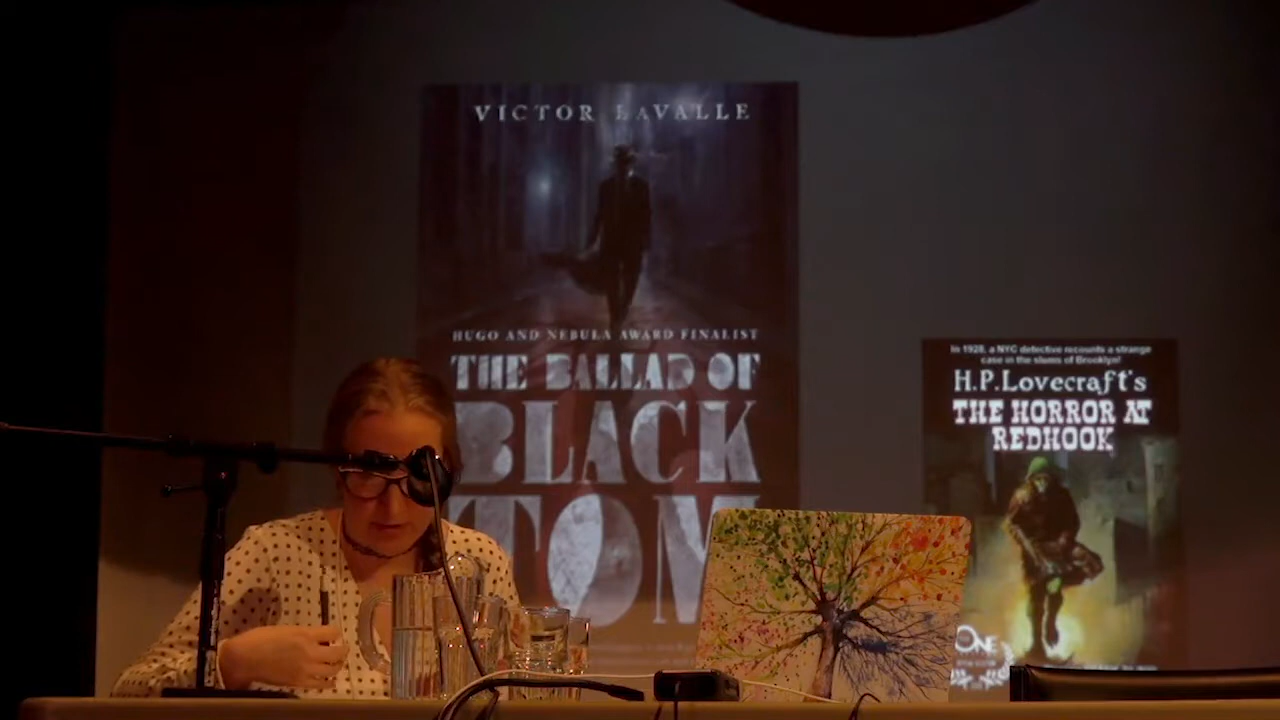 VICTOR LAVALLE
HUGO AND NEBULA AWARD FINALIST
THE BALLAD OF
BLACK
TOM
In 1928, a NYC detective recounts a strange
case in the slums of Brooklyn!
H.P.Lovecraft's
THE HORROR AT
REDHOOK
ONE